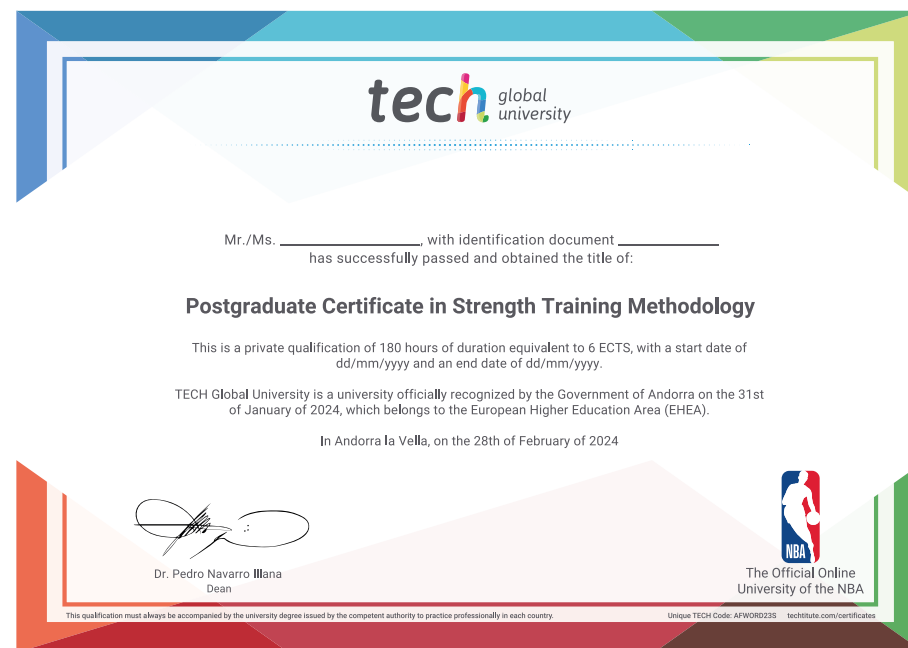 tech global university
Mr./Ms. ____________________, with identification document ______________
has successfully passed and obtained the title of:
Postgraduate Certificate in Strength Training Methodology
This is a private qualification of 180 hours of duration equivalent to 6 ECTS, with a start date of
dd/mm/yyyy and an end date of dd/mm/yyyy.
TECH Global University is a university officially recognized by the Government of Andorra on the 31st
of January of 2024, which belongs to the European Higher Education Area (EHEA).
In Andorra la Vella, on the 28th of February of 2024
Dr. Pedro Navarro Illana
Dean
NBA
The Official Online
University of the NBA
This qualification must always be accompanied by the university degree issued by the competent authority to practice professionally in each country.
Unique TECH Code: AFWORD23S techtitute.com/certificates